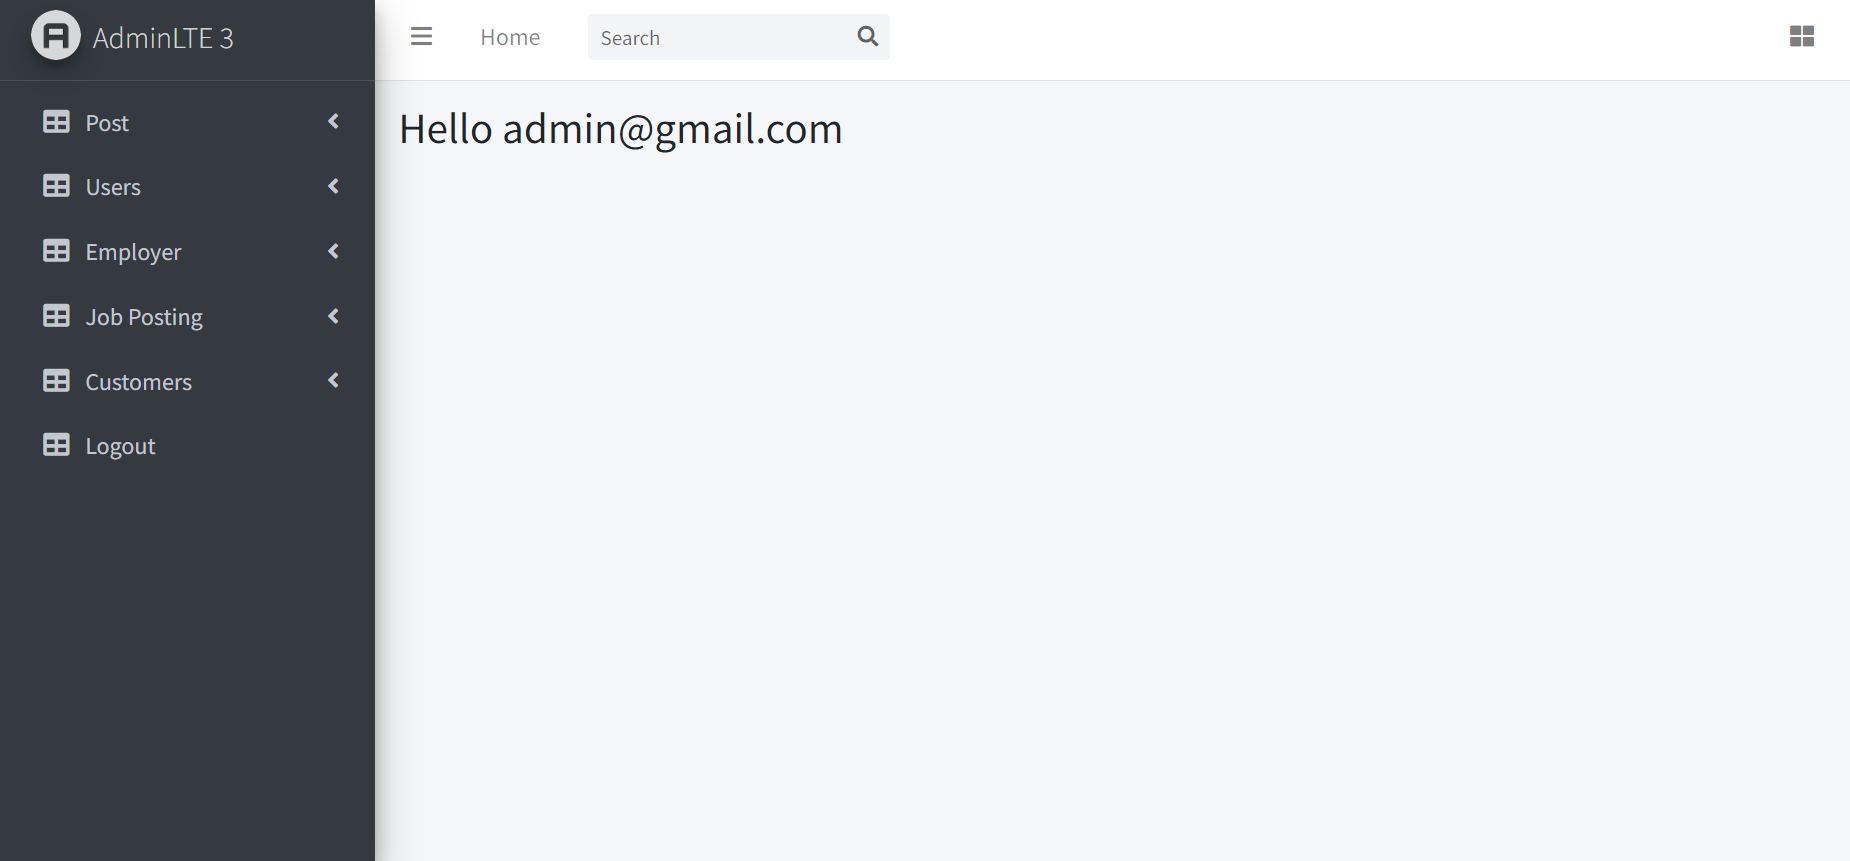 AdminLTE 3
Home
Search
Post
Users
Employer
Job Posting
Customers
Logout
Hello admin@gmail.com